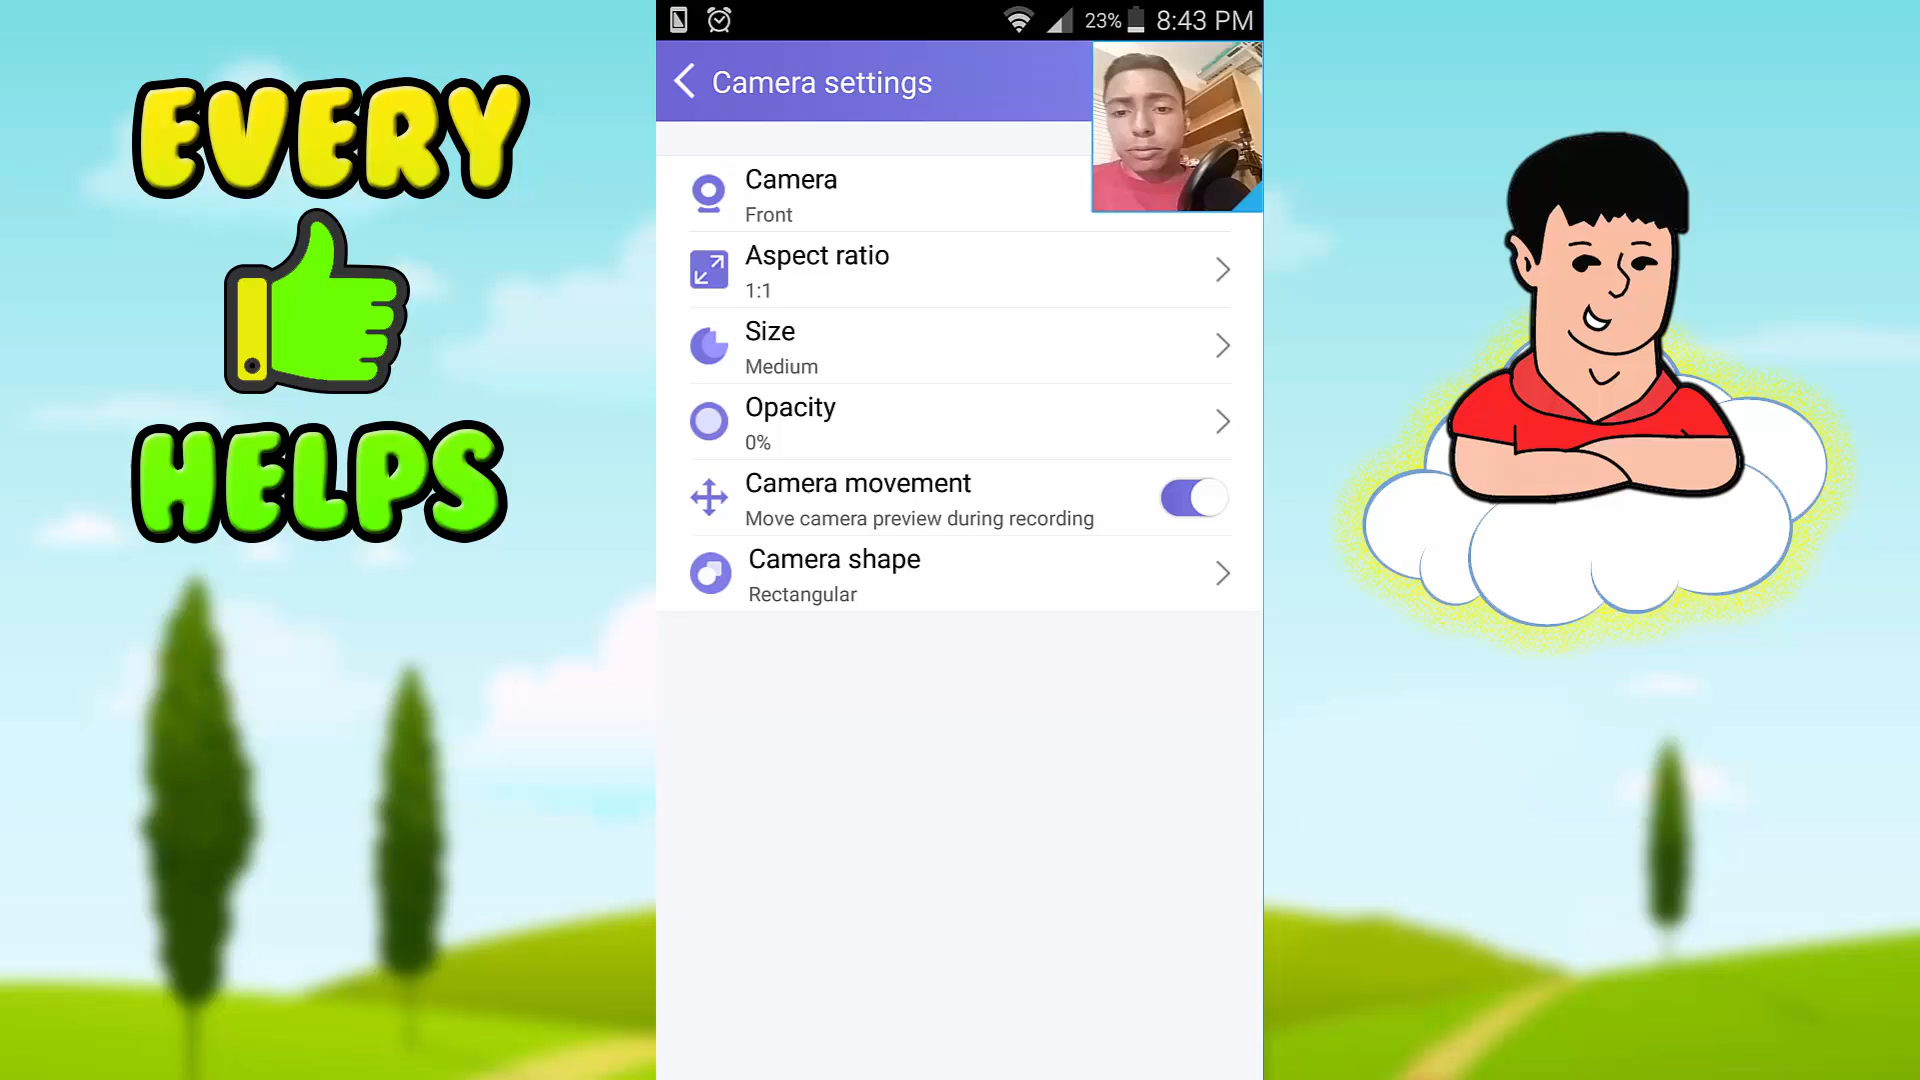 EVERY
HELPS
23% 8:43 PM
Camera settings
Camera
Front
Aspect ratio
1:1
Size
Medium
Opacity
0%
Camera movement
Move camera preview during recording
Camera shape
Rectangular